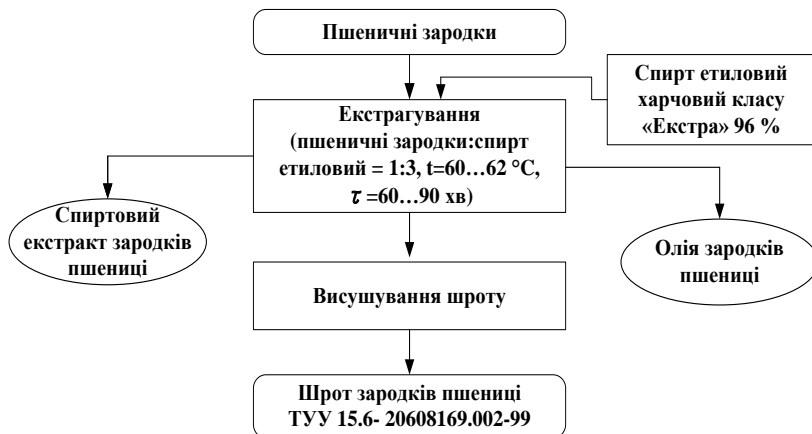 Пшеничні зародки
Спирт етиловий
харчовий класу
«Екстра» 96 %
Екстрагування
(пшеничні зародки:спирт
етиловий = 1:3, t=60…62 °С,
τ =60…90 хв)
Спиртовий
екстракт зародків
пшениці
Олія зародків
пшениці
Висушування шроту
Шрот зародків пшениці
ТУУ 15.6- 20608169.002-99